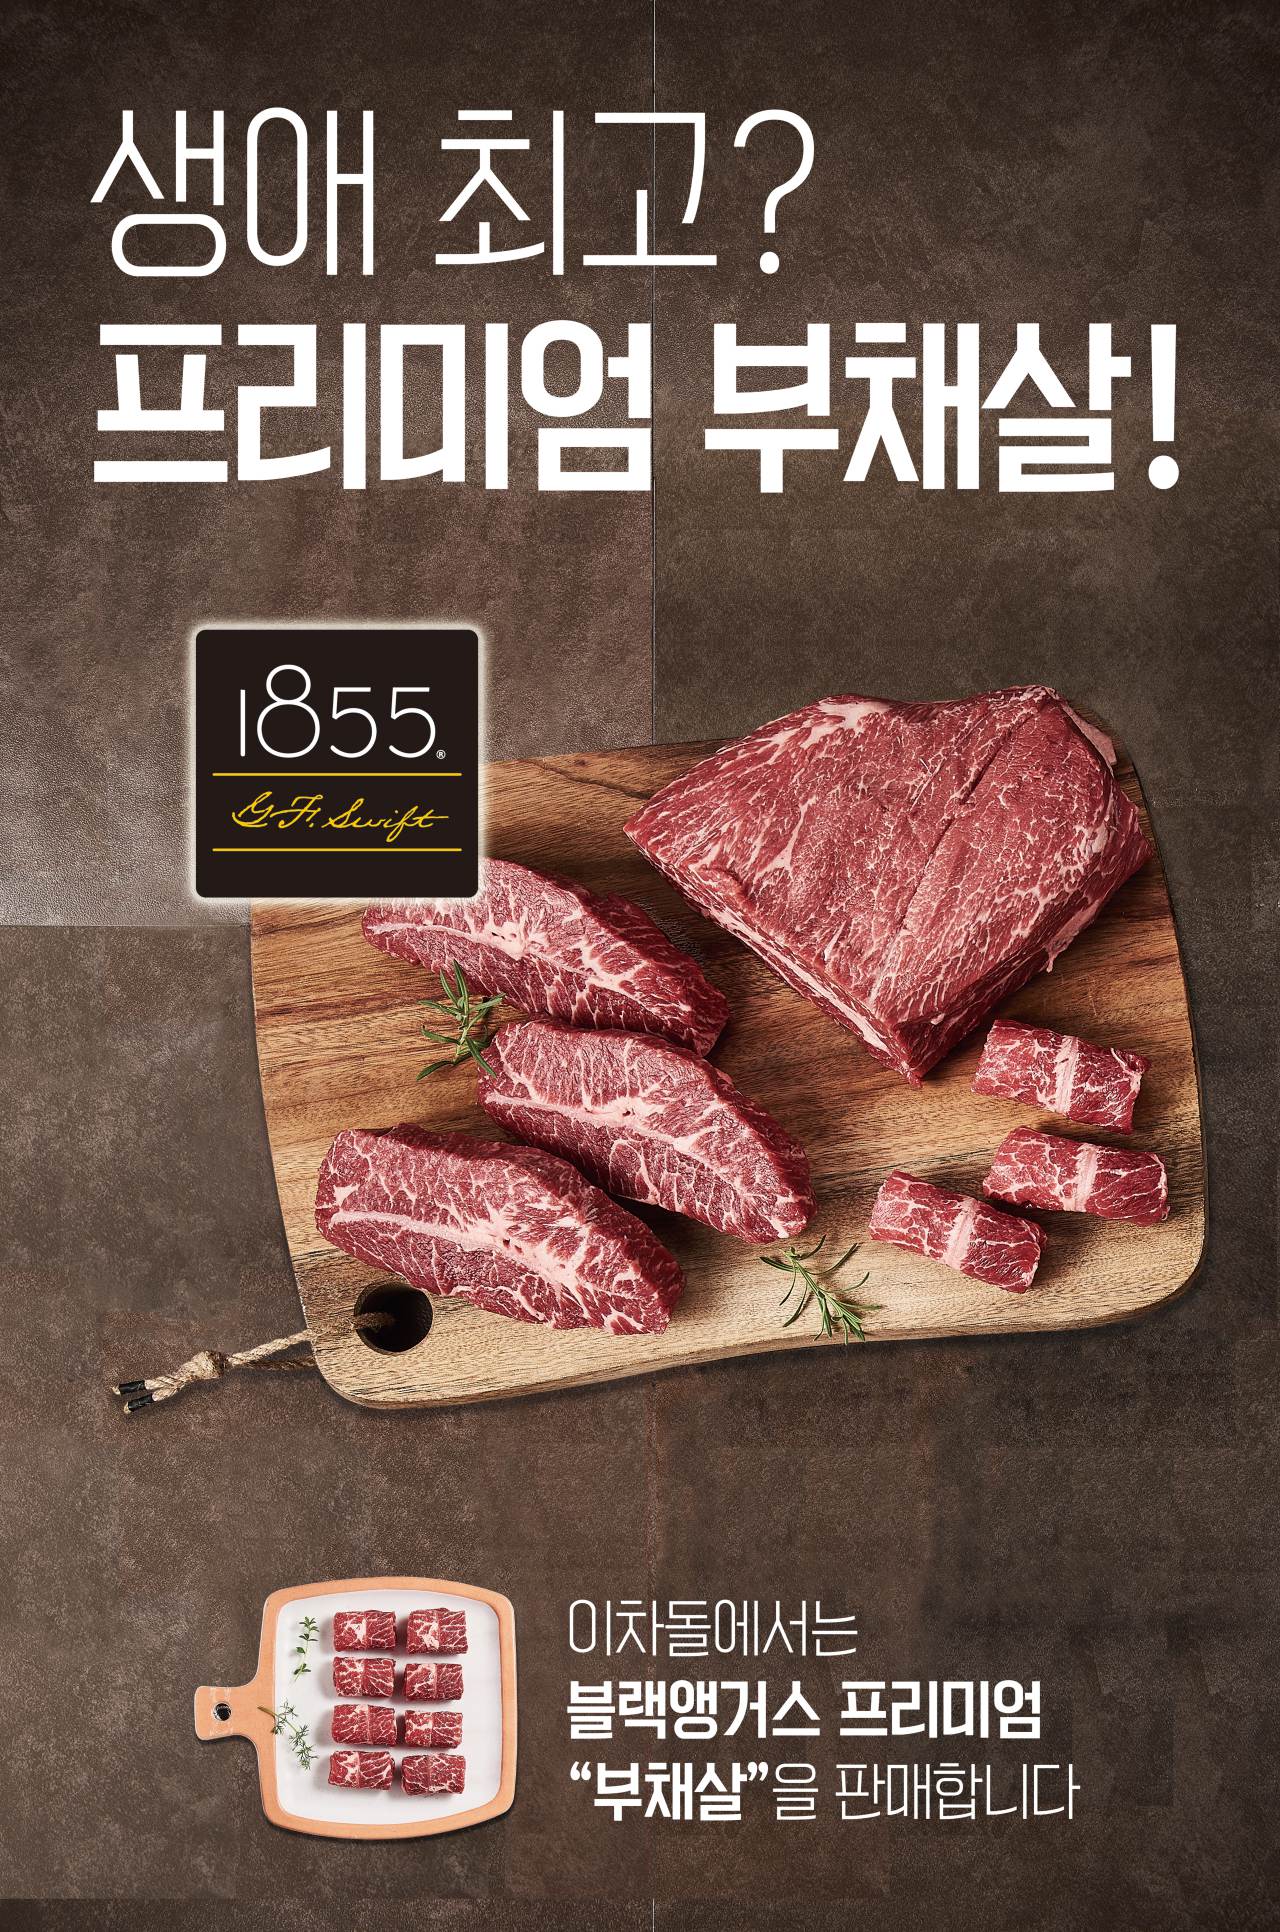 생애 최고?
프리미엄 부채살!
1855®
G.F. Swift
이차돌에서는
블랙앵거스 프리미엄
“부채살”을 판매합니다